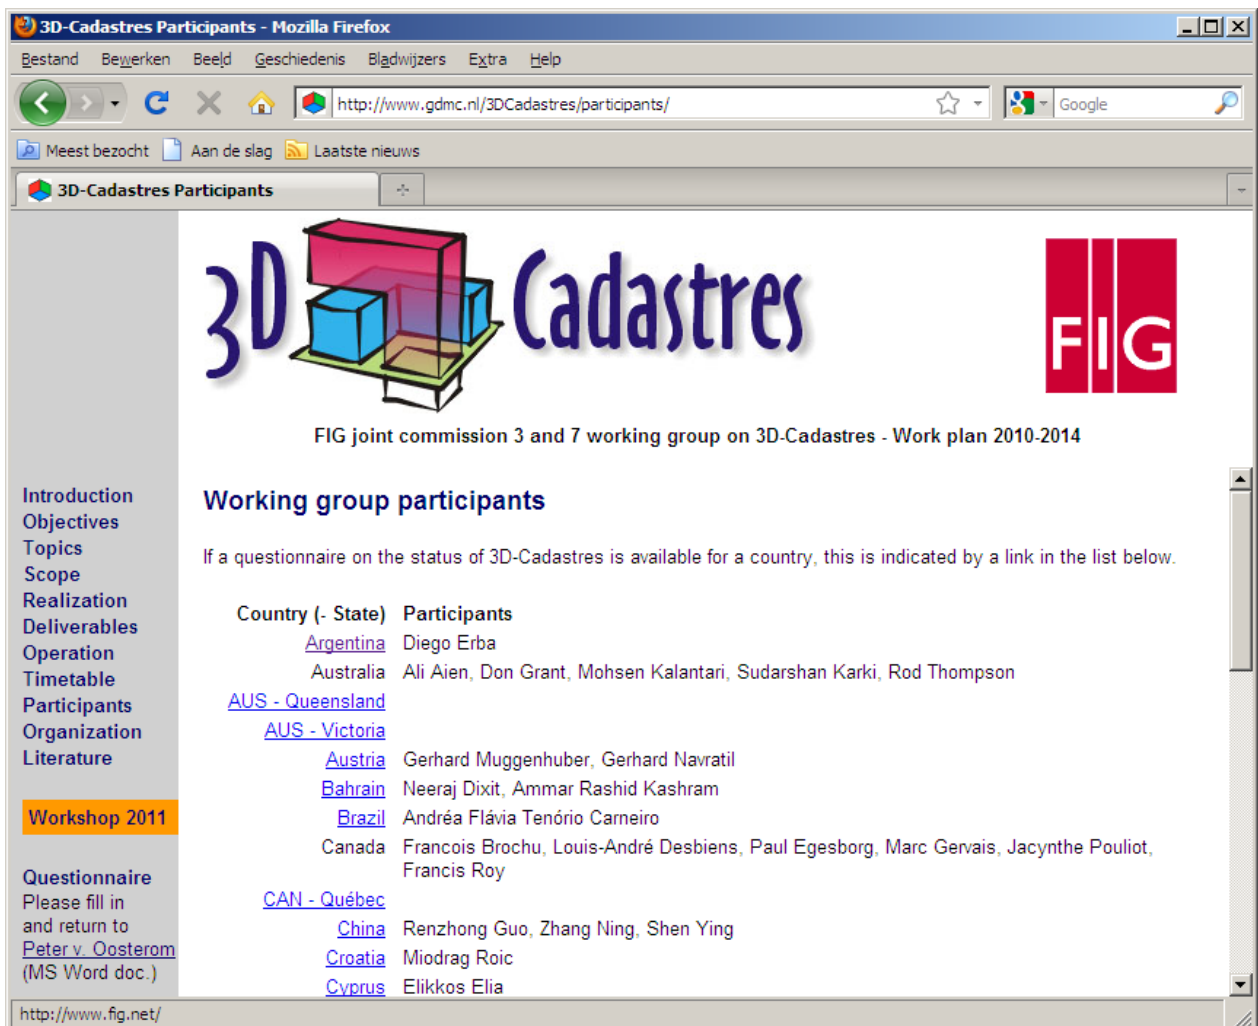 3D-Cadastres Participants - Mozilla Firefox
Bestand Bewerken Beeld Geschiedenis Bladwijzers Extra Help
http://www.gdmc.nl/3DCadastres/participants/ Google
Meest bezocht Aan de slag Laatste nieuws
3D-Cadastres Participants
3D Cadastres
FIG
FIG joint commission 3 and 7 working group on 3D-Cadastres - Work plan 2010-2014
Introduction
Objectives
Topics
Scope
Realization
Deliverables
Operation
Timetable
Participants
Organization
Literature
Workshop 2011
Questionnaire
Please fill in
and return to
Peter v. Oosterom
(MS Word doc.)
Working group participants
If a questionnaire on the status of 3D-Cadastres is available for a country, this is indicated by a link in the list below.
Country (- State) Participants
Argentina Diego Erba
Australia Ali Aien, Don Grant, Mohsen Kalantari, Sudarshan Karki, Rod Thompson
AUS - Queensland
AUS - Victoria
Austria Gerhard Muggenhuber, Gerhard Navratil
Bahrain Neeraj Dixit, Ammar Rashid Kashram
Brazil Andréa Flávia Tenório Carneiro
Canada Francois Brochu, Louis-André Desbiens, Paul Egesborg, Marc Gervais, Jacynthe Pouliot,
Francis Roy
CAN - Québec
China Renzhong Guo, Zhang Ning, Shen Ying
Croatia Miodrag Roic
Cyprus Elikkos Elia
http://www.fig.net/